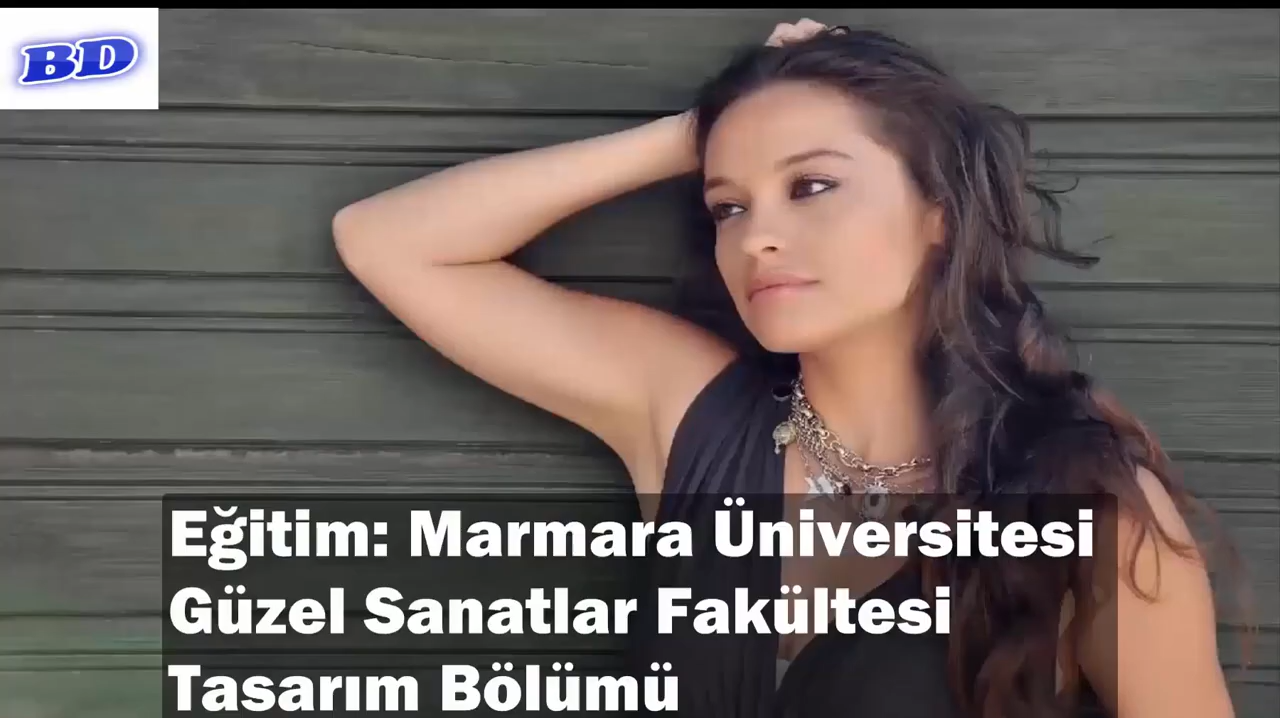 BD
Eğitim: Marmara Üniversitesi
Güzel Sanatlar Fakültesi
Tasarım Bölümü